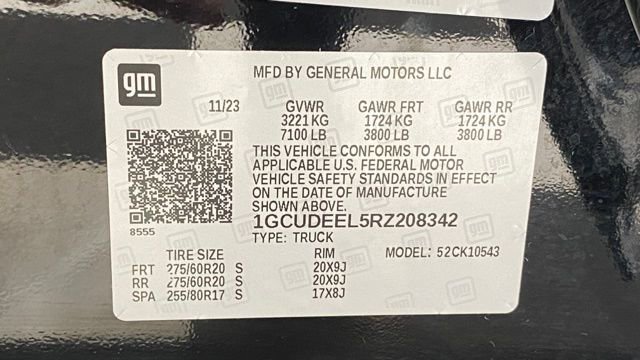 gm
MFD BY GENERAL MOTORS LLC
11/23 GVWR GAWR FRT GAWR RR
3221 KG 1724 KG 1724 KG
7100 LB 3800 LB 3800 LB
THIS VEHICLE CONFORMS TO ALL
APPLICABLE U.S. FEDERAL MOTOR
VEHICLE SAFETY STANDARDS IN EFFECT
ON THE DATE OF MANUFACTURE
SHOWN ABOVE.
8555
1GCUDEEL5RZ208342
TYPE: TRUCK MODEL: 52CK10543
TIRE SIZE RIM
FRT 275/60R20 S 20X9J
RR 275/60R20 S 20X9J
SPA 255/80R17 S 17X8J